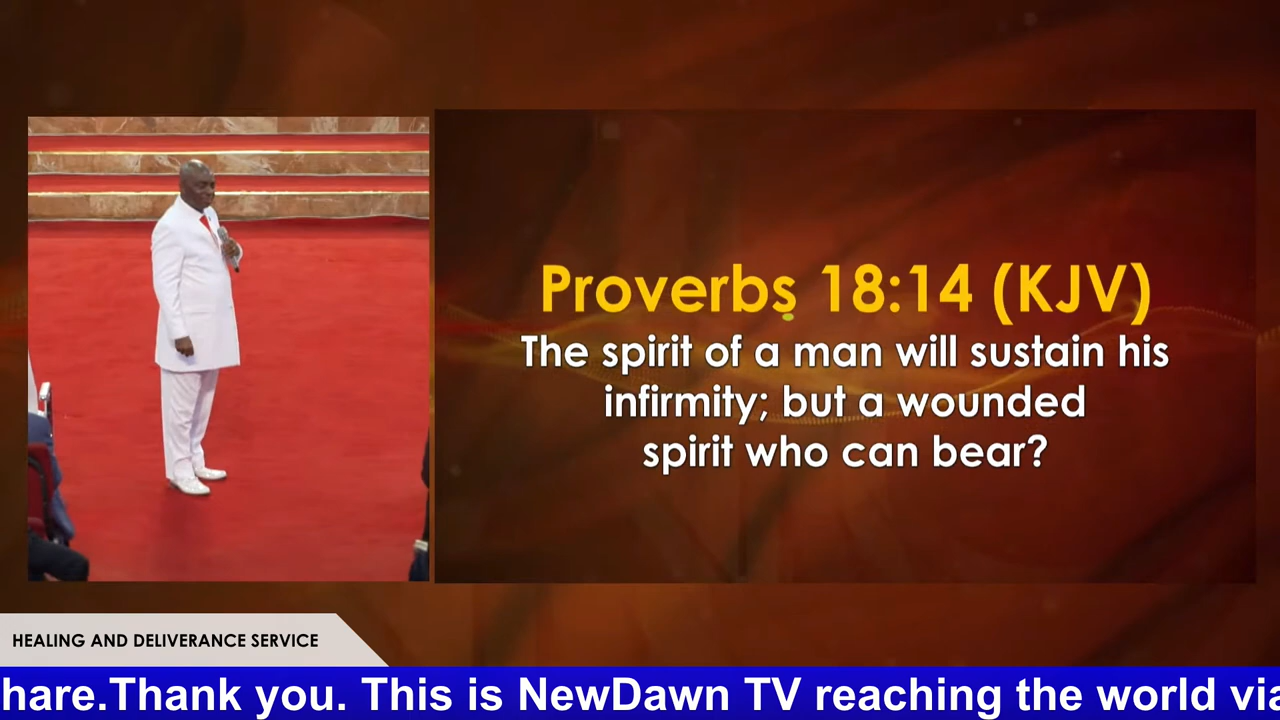 Proverbs 18:14 (KJV)
The spirit of a man will sustain his
infirmity; but a wounded
spirit who can bear?
HEALING AND DELIVERANCE SERVICE
hare.Thank you. This is NewDawn TV reaching the world via